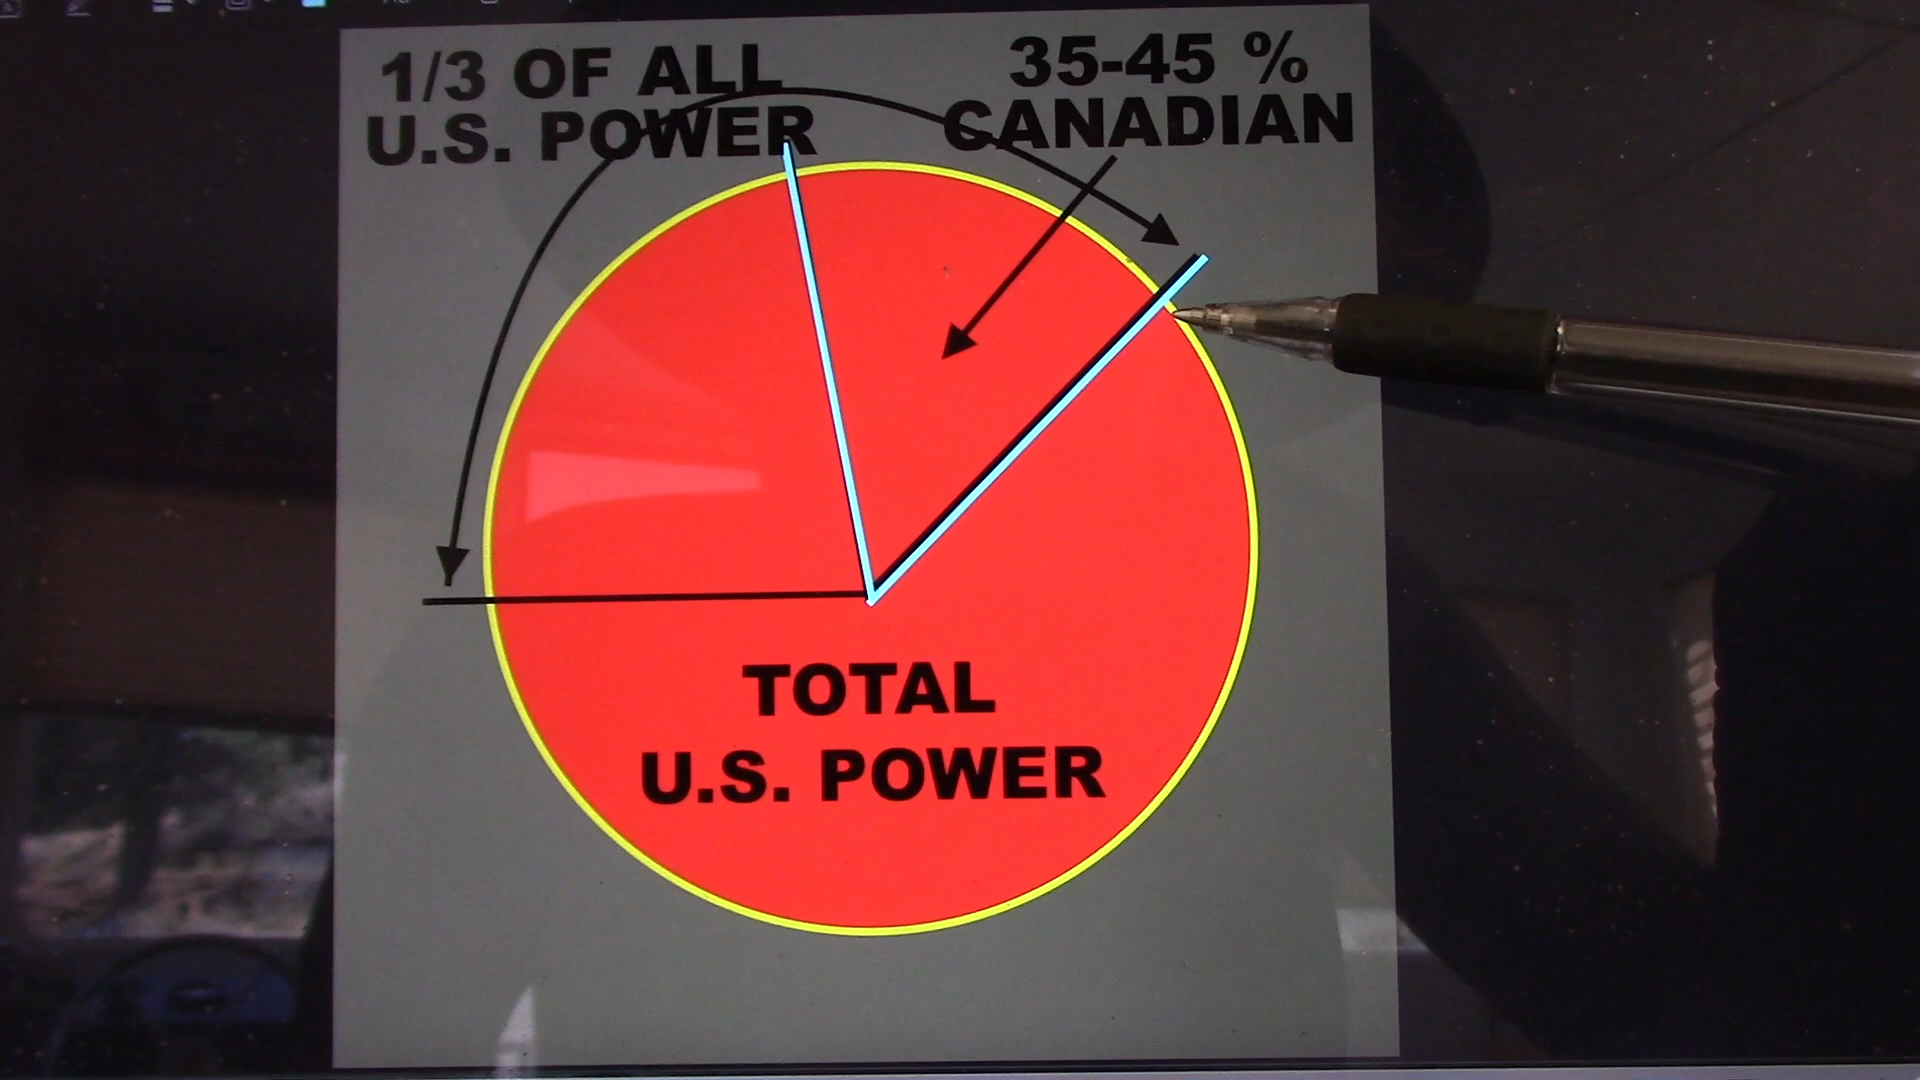 1/3 OF ALL
U.S. POWER
35-45 %
CANADIAN
TOTAL
U.S. POWER